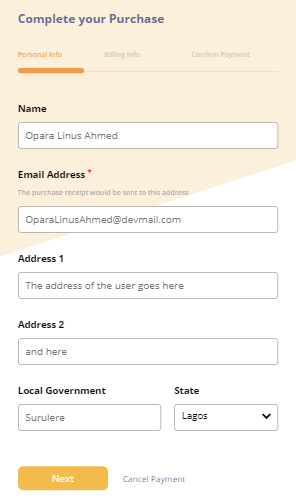 Complete your Purchase
Personal Info Billing Info Confirm Payment
Name
Opara Linus Ahmed
Email Address *
The purchase receipt would be sent to this address
OparaLinusAhmed@devmail.com
Address 1
The address of the user goes here
Address 2
and here
Local Government State
Surulere Lagos
Next Cancel Payment